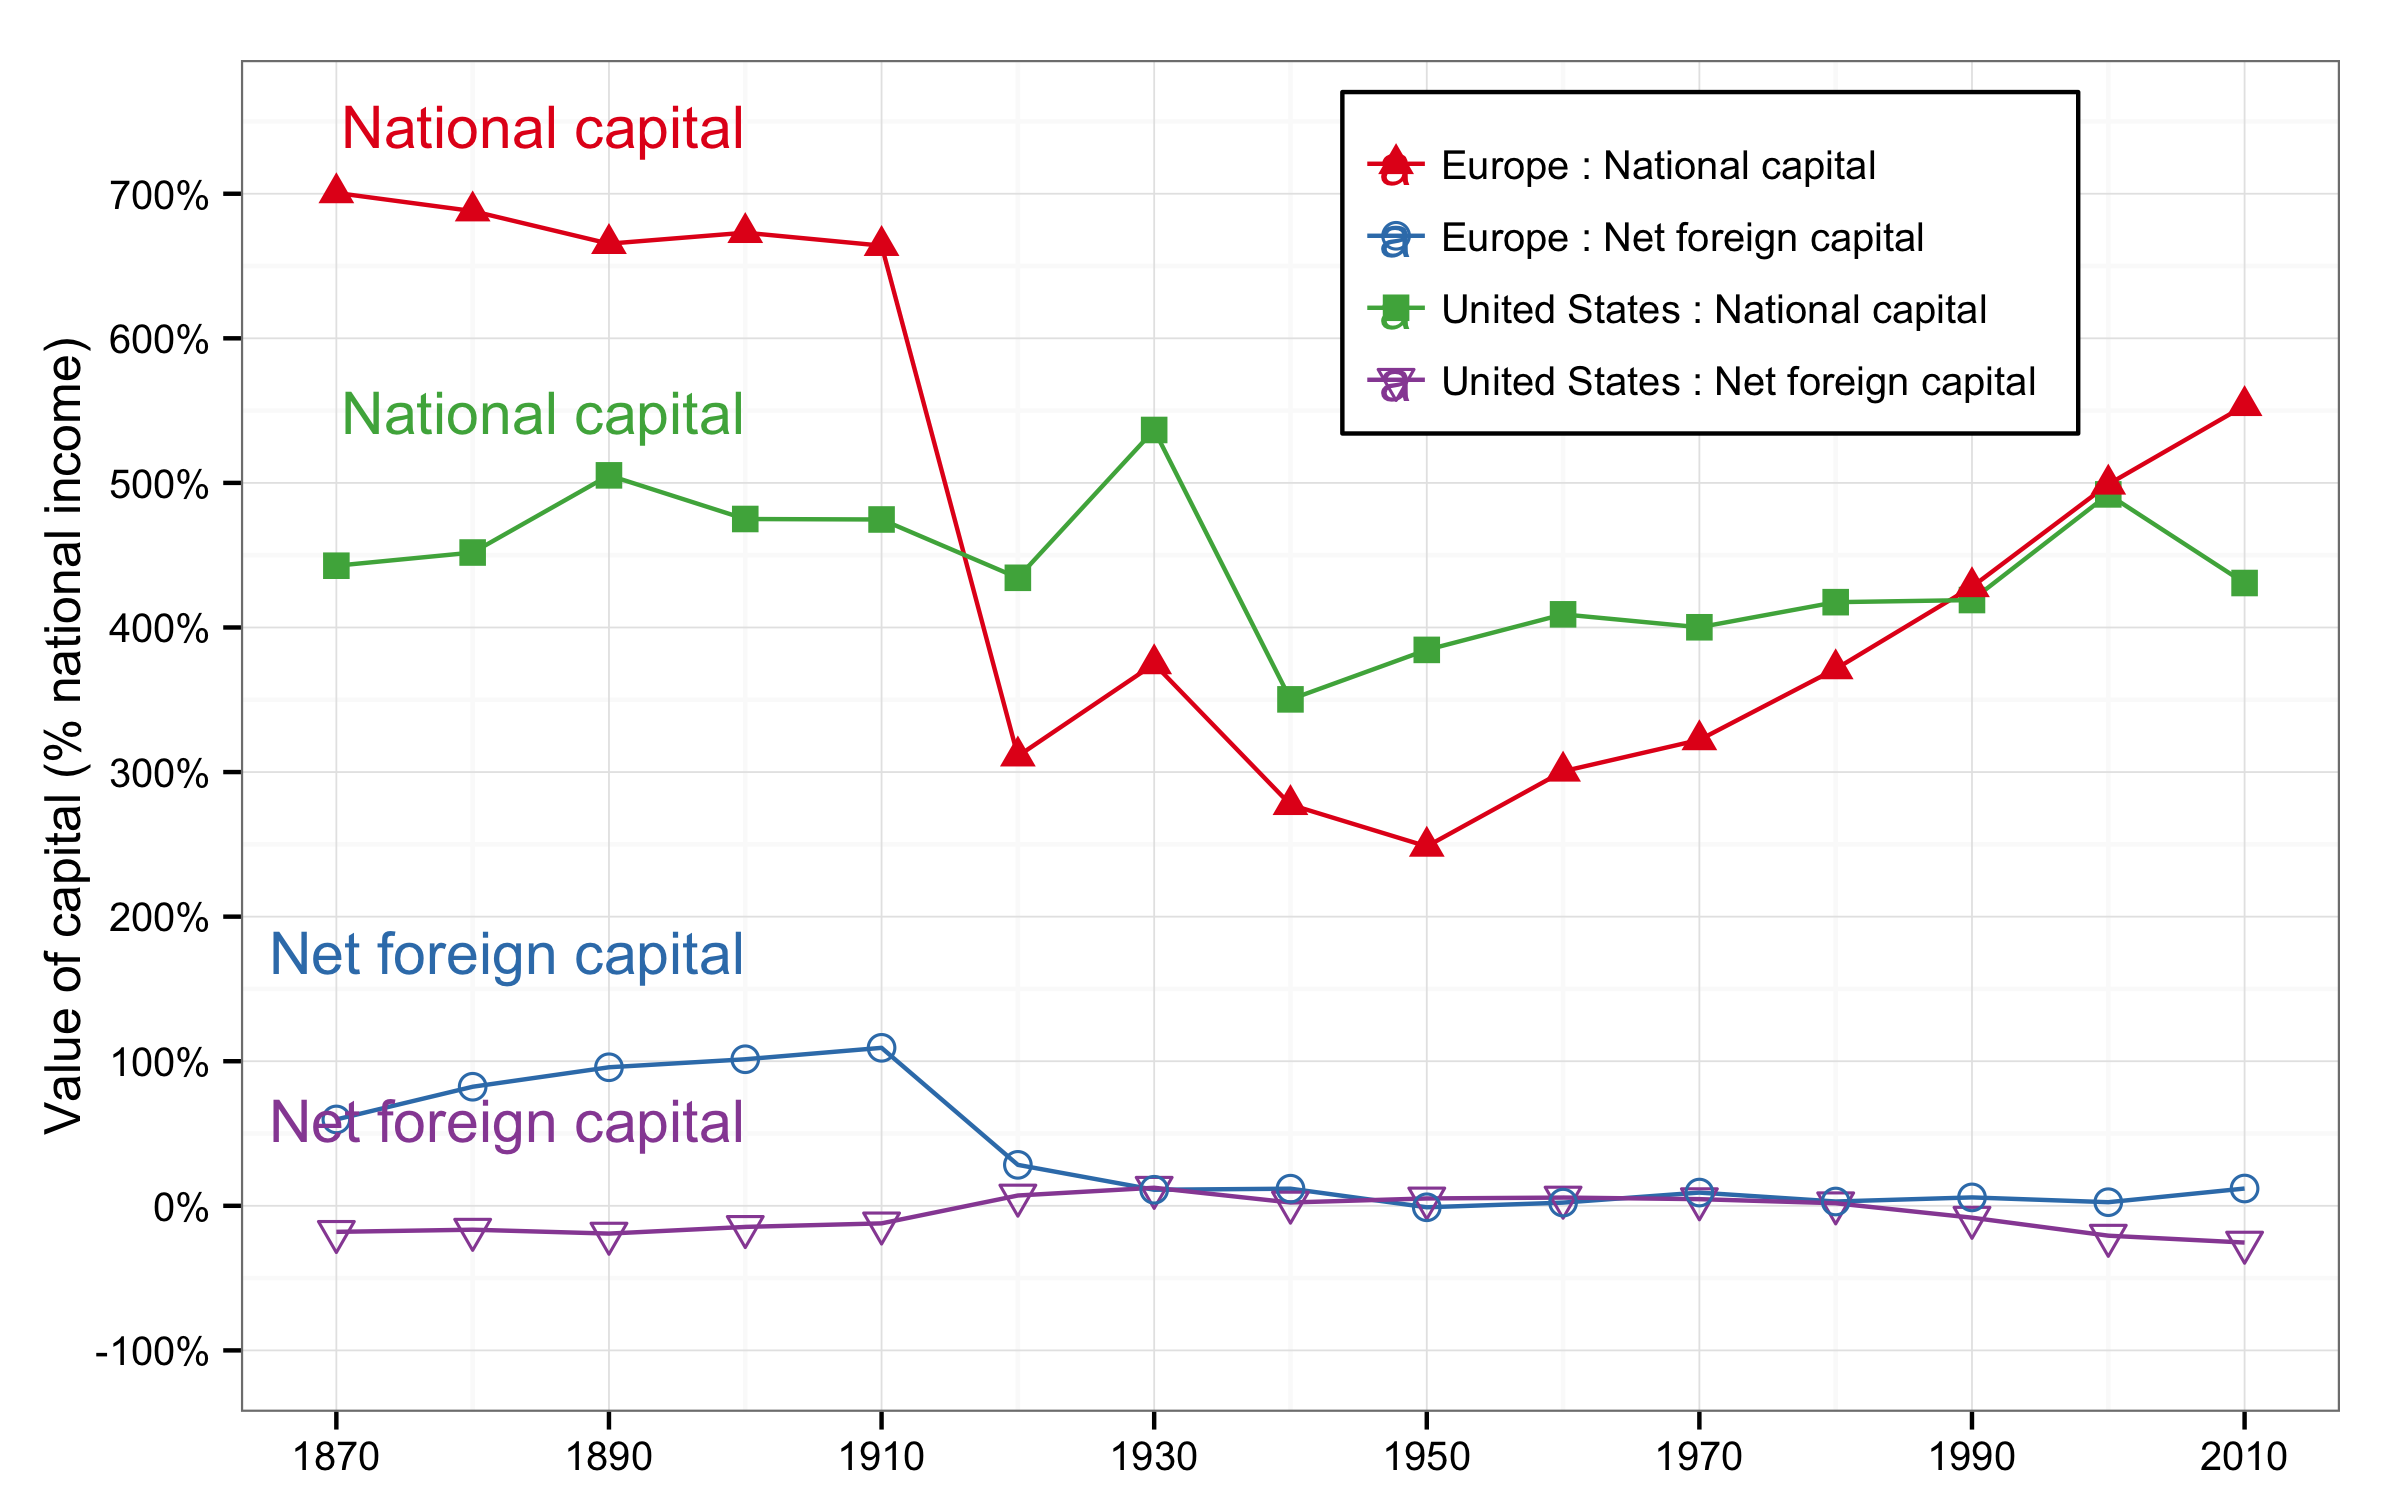 National capital
National capital
Net foreign capital
Net foreign capital
a Europe : National capital
a Europe : Net foreign capital
a United States : National capital
a United States : Net foreign capital
Value of capital (% national income)
700%
600%
500%
400%
300%
200%
100%
0%
-100%
1870 1890 1910 1930 1950 1970 1990 2010